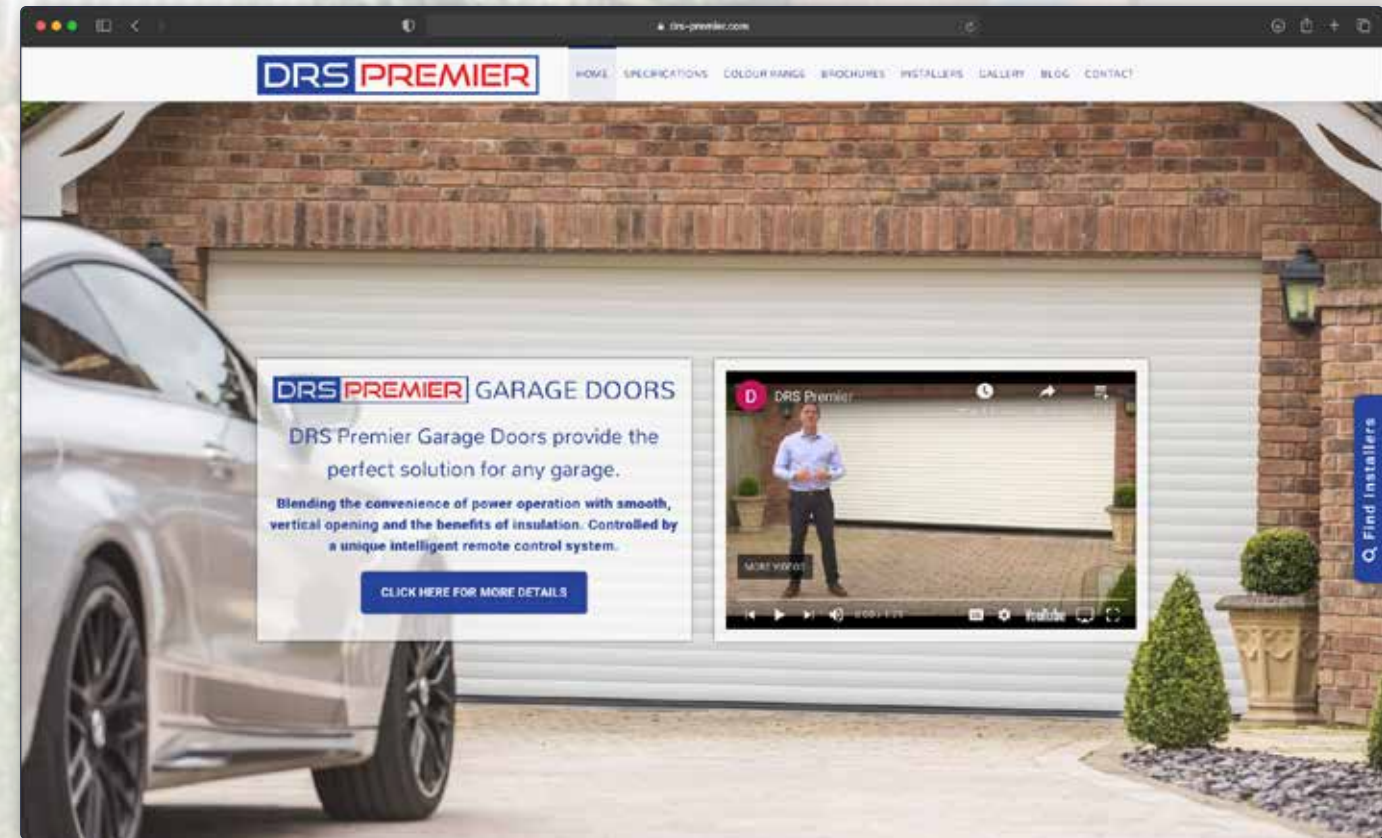 drs-premier.com
DRS PREMIER
HOME SPECIFICATIONS COLOUR RANGE BROCHURES INSTALLERS GALLERY BLOG CONTACT
DRS PREMIER GARAGE DOORS
DRS Premier Garage Doors provide the
perfect solution for any garage.
Blending the convenience of power operation with smooth,
vertical opening and the benefits of insulation. Controlled by
a unique intelligent remote control system.
CLICK HERE FOR MORE DETAILS
D DRS Premier
MORE VIDEOS
YouTube
Find Installers